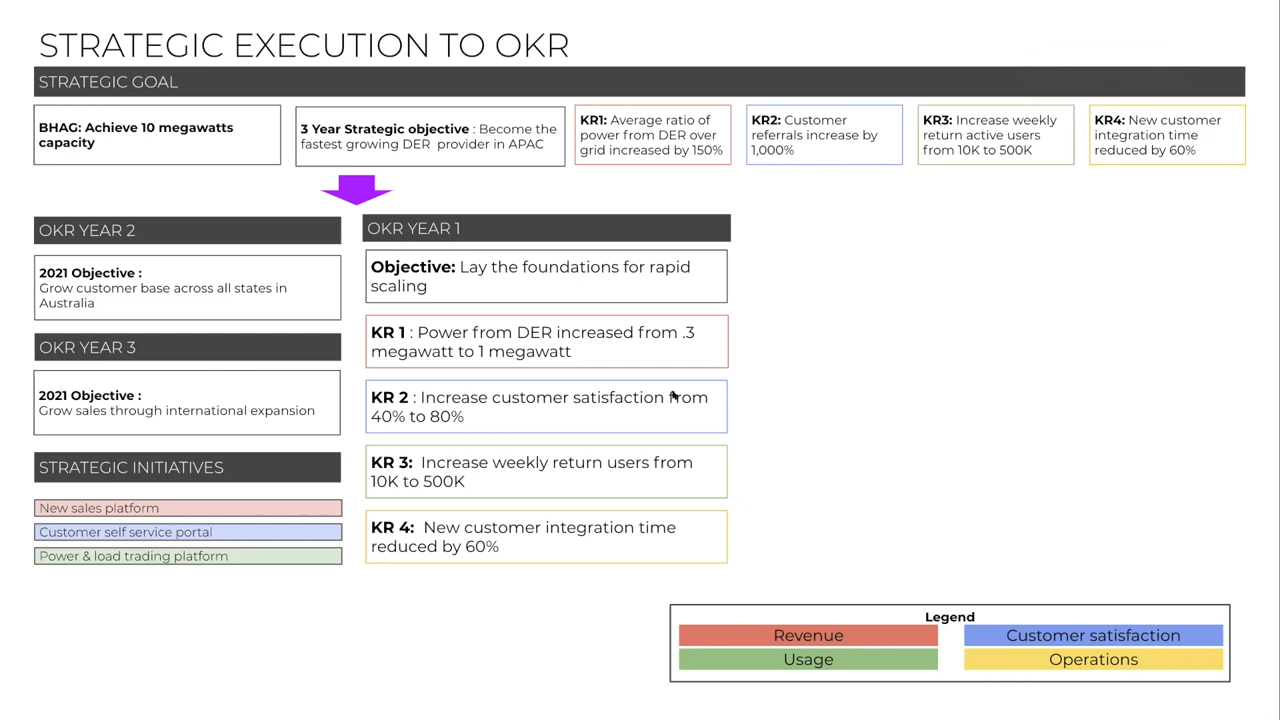 STRATEGIC EXECUTION TO OKR
STRATEGIC GOAL
BHAG: Achieve 10 megawatts
capacity
3 Year Strategic objective : Become the
fastest growing DER provider in APAC
KR1: Average ratio of
power from DER over
grid increased by 150%
KR2: Customer
referrals increase by
1,000%
KR3: Increase weekly
return active users
from 10K to 500K
KR4: New customer
integration time
reduced by 60%
OKR YEAR 2
2021 Objective :
Grow customer base across all states in
Australia
OKR YEAR 3
2021 Objective :
Grow sales through international expansion
STRATEGIC INITIATIVES
New sales platform
Customer self service portal
Power & load trading platform
OKR YEAR 1
Objective: Lay the foundations for rapid
scaling
KR 1 : Power from DER increased from .3
megawatt to 1 megawatt
KR 2 : Increase customer satisfaction from
40% to 80%
KR 3: Increase weekly return users from
10K to 500K
KR 4: New customer integration time
reduced by 60%
Legend
Revenue
Customer satisfaction
Usage
Operations